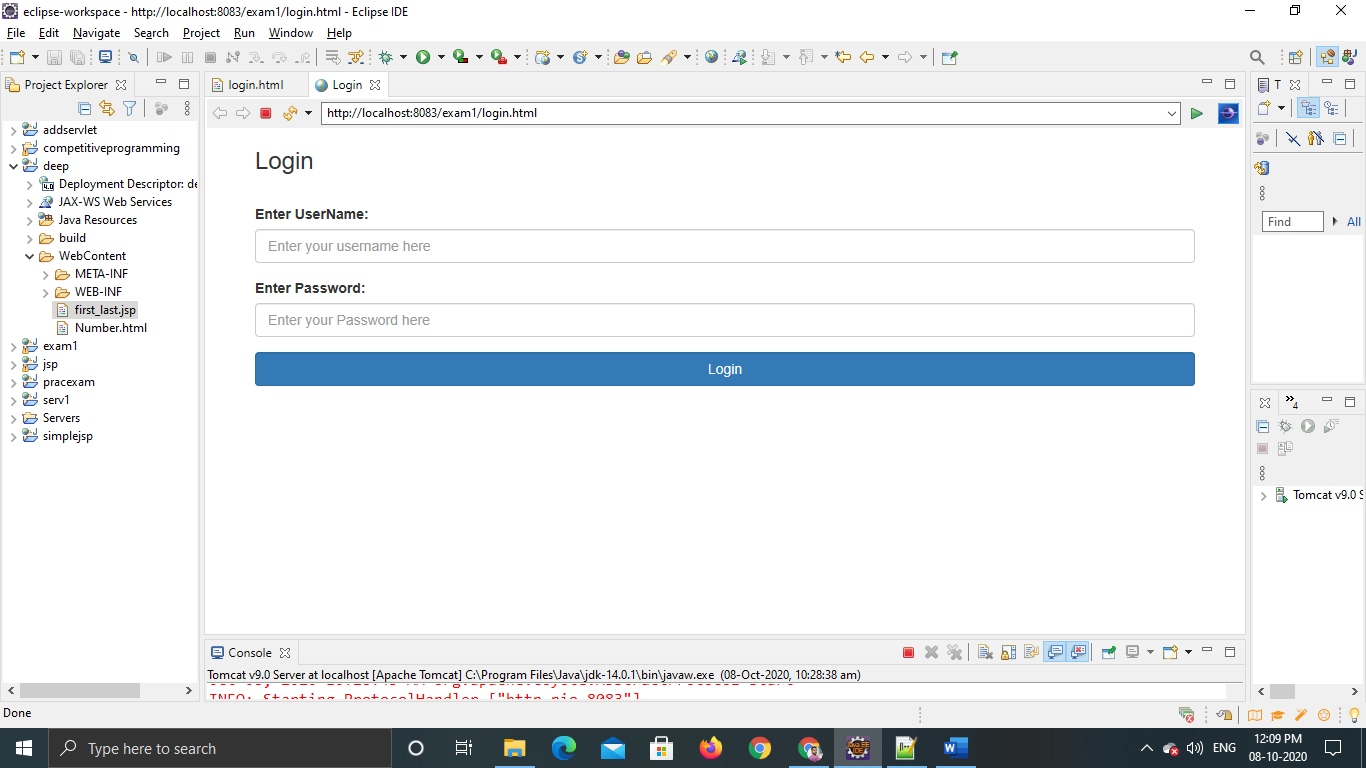 eclipse-workspace - http://localhost:8083/exam1/login.html - Eclipse IDE
File Edit Navigate Search Project Run Window Help
Project Explorer
login.html
Login
T
http://localhost:8083/exam1/login.html
addservlet
competitiveprogramming
deep
Deployment Descriptor: de
JAX-WS Web Services
Java Resources
build
WebContent
META-INF
WEB-INF
first_last.jsp
Number.html
exam1
jsp
pracexam
serv1
Servers
simplejsp
Login
Enter UserName:
Enter your username here
Enter Password:
Enter your Password here
Login
Find
All
4
Tomcat v9.0 S
Console
Tomcat v9.0 Server at localhost [Apache Tomcat] C:\Program Files\Java\jdk-14.0.1\bin\javaw.exe (08-Oct-2020, 10:28:38 am)
INFO: Starting ProtocolHandler ["http-nio-8083"]
Done
Type here to search
ENG
12:09 PM
08-10-2020